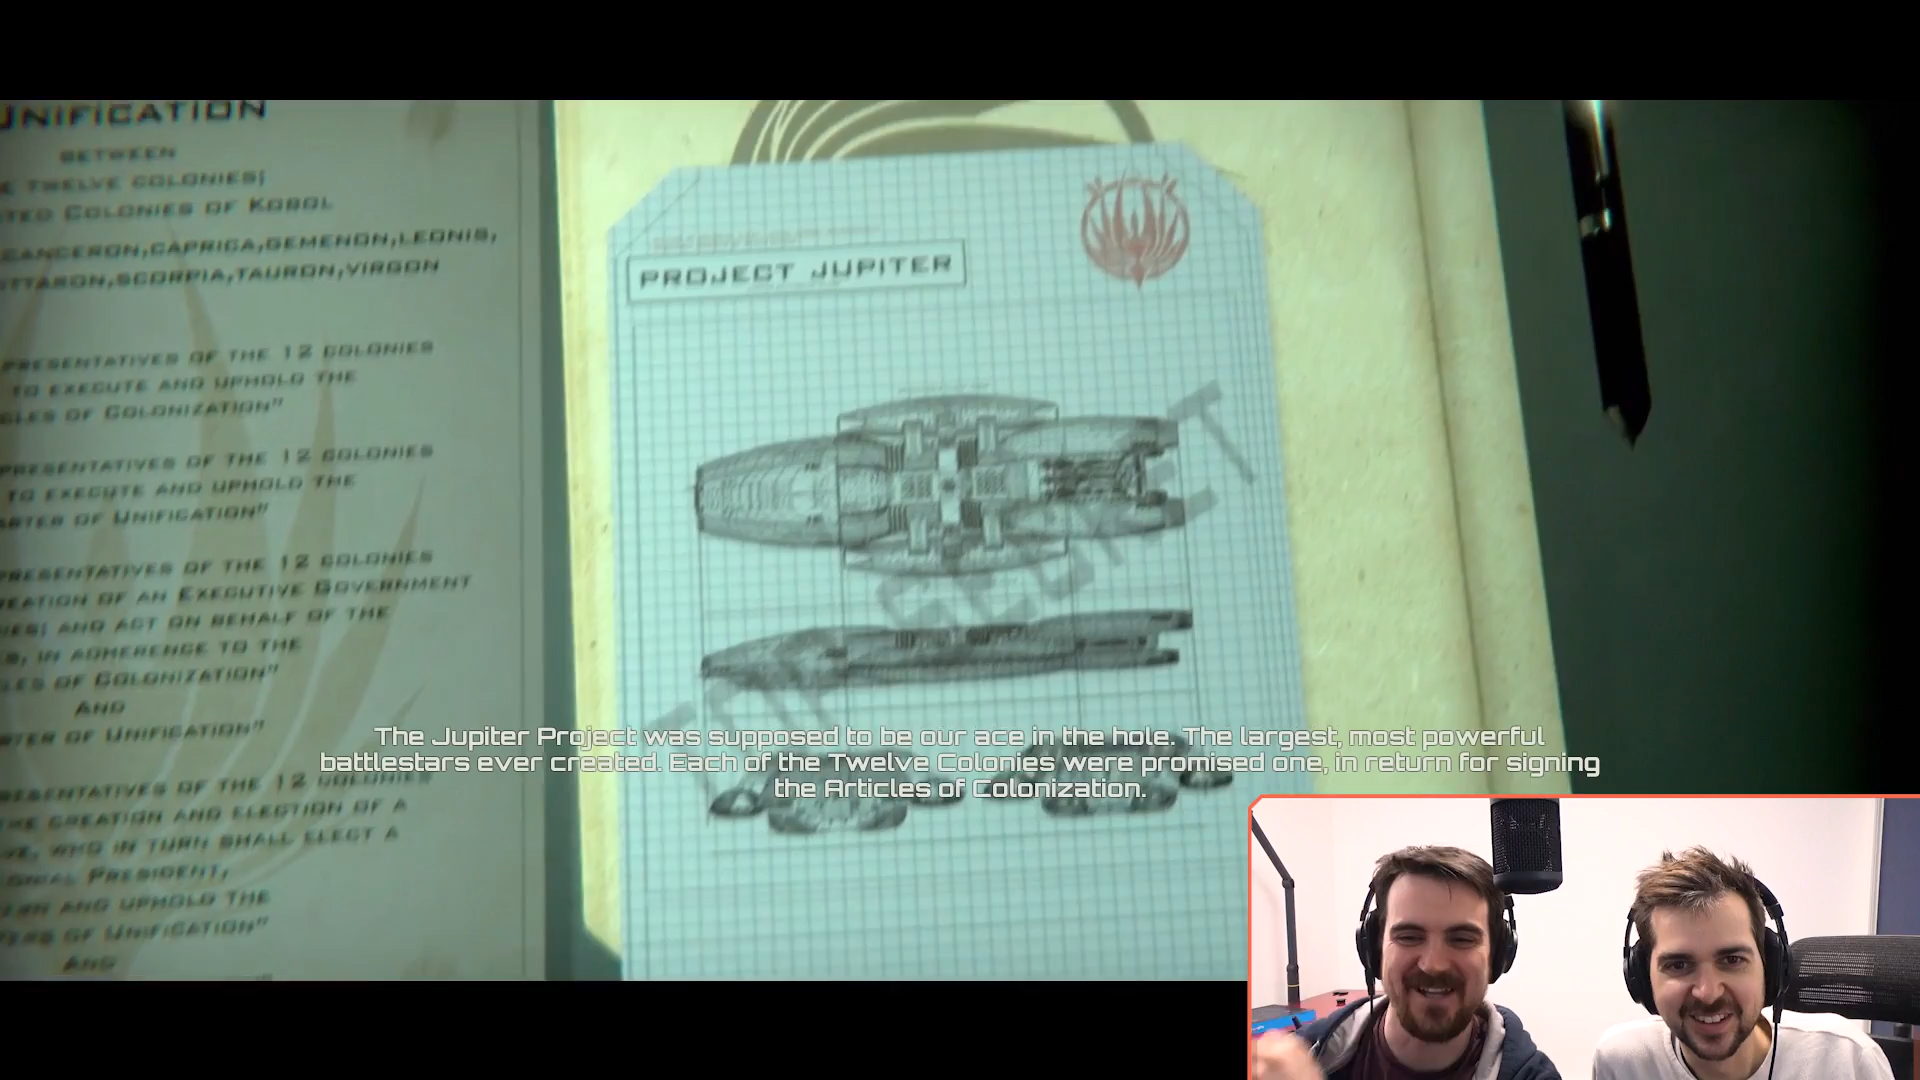 UNIFICATION
BETWEEN
TWELVE COLONIES;
COLONIES OF KOBOL
CANCERON,CAPRICA,GEMENON,LEONIS,
SCORPIA,TAURON,VIRGON
OF THE 12 COLONIES
TO EXECUTE AND UPHOLD THE
OF COLONIZATION"
OF THE 12 COLONIES
TO EXECUTE AND UPHOLD THE
OF UNIFICATION"
OF THE 12 COLONIES
OF AN EXECUTIVE GOVERNMENT
AND ACT ON BEHALF OF THE
IN ADHERENCE TO THE
OF COLONIZATION"
AND
OF UNIFICATION"
OF THE 12 COLONIES
THE CREATION AND ELECTION OF A
WHO IN TURN SHALL ELECT A
PRESIDENT,
AND UPHOLD THE
OF UNIFICATION"
AND
PROJECT JUPITER
TOP SECRET
The Jupiter Project was supposed to be our ace in the hole. The largest, most powerful
battlestars ever created. Each of the Twelve Colonies were promised one, in return for signing
the Articles of Colonization.